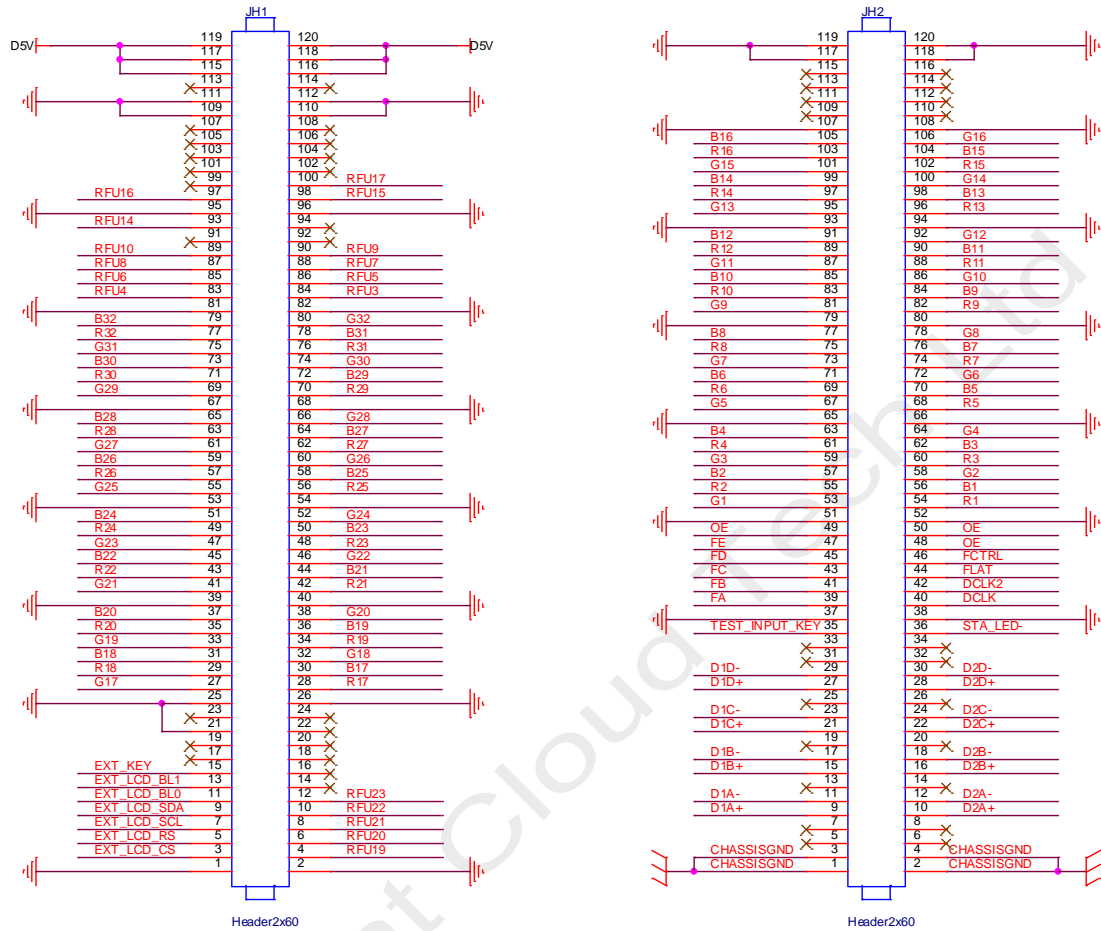 JH1
119 120
D5V D5V
117 118
115 116
113 114
111 112
109 110
107 108
105 106
103 104
101 102
99 100 RFU17
RFU16 97 98 RFU15
95 96
RFU14 93 94
91 92
RFU10 89 90 RFU9
RFU8 87 88 RFU7
RFU6 85 86 RFU5
RFU4 83 84 RFU3
81 82
B32 79 80 G32
R32 77 78 B31
G31 75 76 R31
B30 73 74 G30
R30 71 72 B29
G29 69 70 R29
67 68
B28 65 66 G28
R28 63 64 B27
G27 61 62 R27
B26 59 60 G26
R26 57 58 B25
G25 55 56 R25
53 54
B24 51 52 G24
R24 49 50 B23
G23 47 48 R23
B22 45 46 G22
R22 43 44 B21
G21 41 42 R21
39 40
B20 37 38 G20
R20 35 36 B19
G19 33 34 R19
B18 31 32 G18
R18 29 30 B17
G17 27 28 R17
25 26
23 24
21 22
19 20
17 18
EXT_KEY 15 16
EXT_LCD_BL1 13 14
EXT_LCD_BL0 11 12 RFU23
EXT_LCD_SDA 9 10 RFU22
EXT_LCD_SCL 7 8 RFU21
EXT_LCD_RS 5 6 RFU20
EXT_LCD_CS 3 4 RFU19
1 2
Header2x60
JH2
119 120
117 118
115 116
113 114
111 112
109 110
107 108
B16 105 106 G16
R16 103 104 B15
G15 101 102 R15
B14 99 100 G14
R14 97 98 B13
G13 95 96 R13
93 94
B12 91 92 G12
R12 89 90 B11
G11 87 88 R11
B10 85 86 G10
R10 83 84 B9
G9 81 82 R9
79 80
B8 77 78 G8
R8 75 76 B7
G7 73 74 R7
B6 71 72 G6
R6 69 70 B5
G5 67 68 R5
65 66
B4 63 64 G4
R4 61 62 B3
G3 59 60 R3
B2 57 58 G2
R2 55 56 B1
G1 53 54 R1
51 52
OE 49 50 OE
FE 47 48 OE
FD 45 46 FCTRL
FC 43 44 FLAT
FB 41 42 DCLK2
FA 39 40 DCLK
37 38
TEST_INPUT_KEY 35 36 STA_LED-
33 34
31 32
D1D- 29 30 D2D-
D1D+ 27 28 D2D+
25 26
D1C- 23 24 D2C-
D1C+ 21 22 D2C+
19 20
D1B- 17 18 D2B-
D1B+ 15 16 D2B+
13 14
D1A- 11 12 D2A-
D1A+ 9 10 D2A+
7 8
5 6
CHASSISGND 3 4 CHASSISGND
CHASSISGND 1 2 CHASSISGND
Header2x60
Cloud Tech Ltd